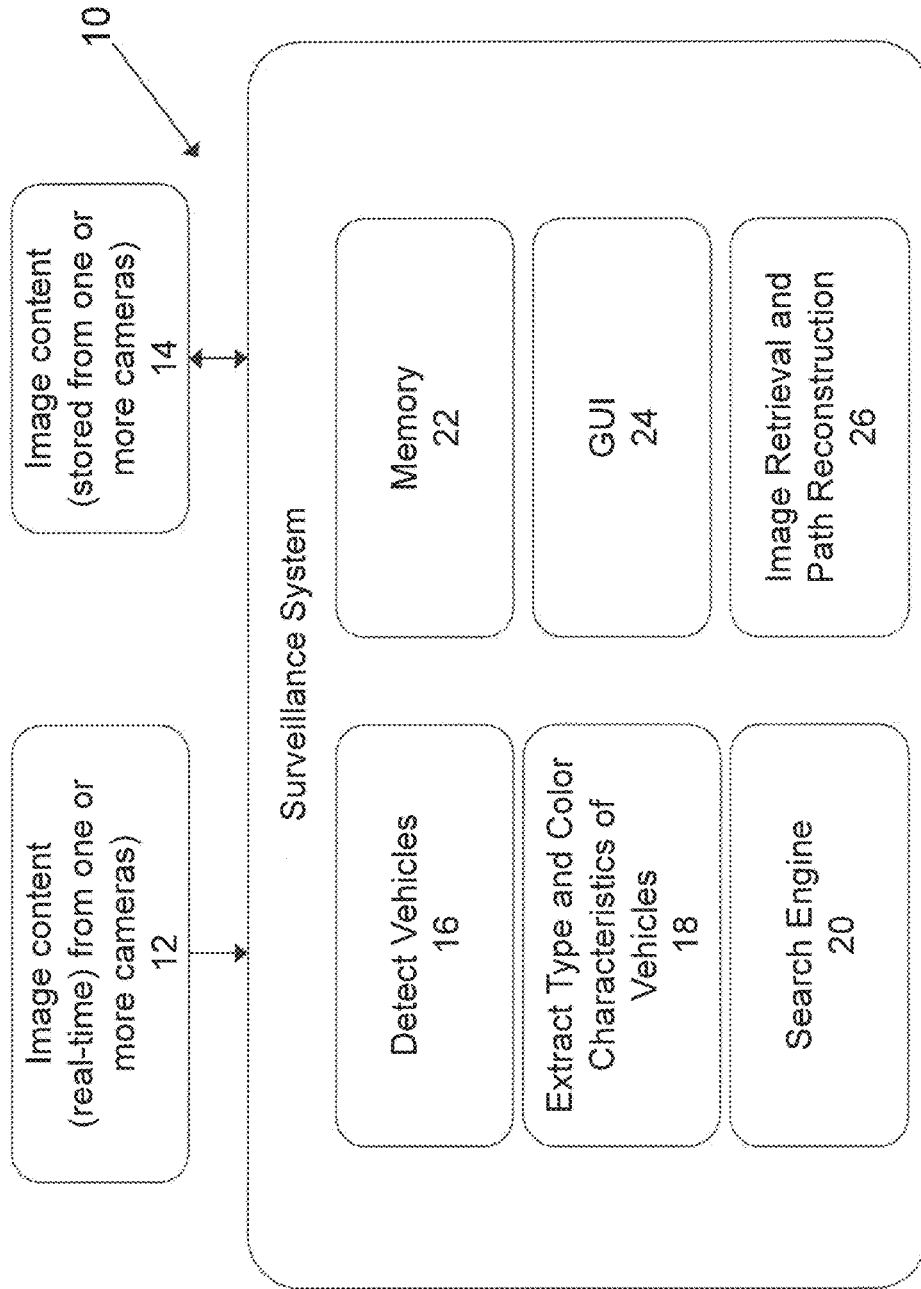 10
Image content
(real-time) from one or
more cameras)
12
Image content
(stored from one or
more cameras)
14
Surveillance System
Detect Vehicles
16
Extract Type and Color
Characteristics of
Vehicles
18
Search Engine
20
Memory
22
GUI
24
Image Retrieval and
Path Reconstruction
26